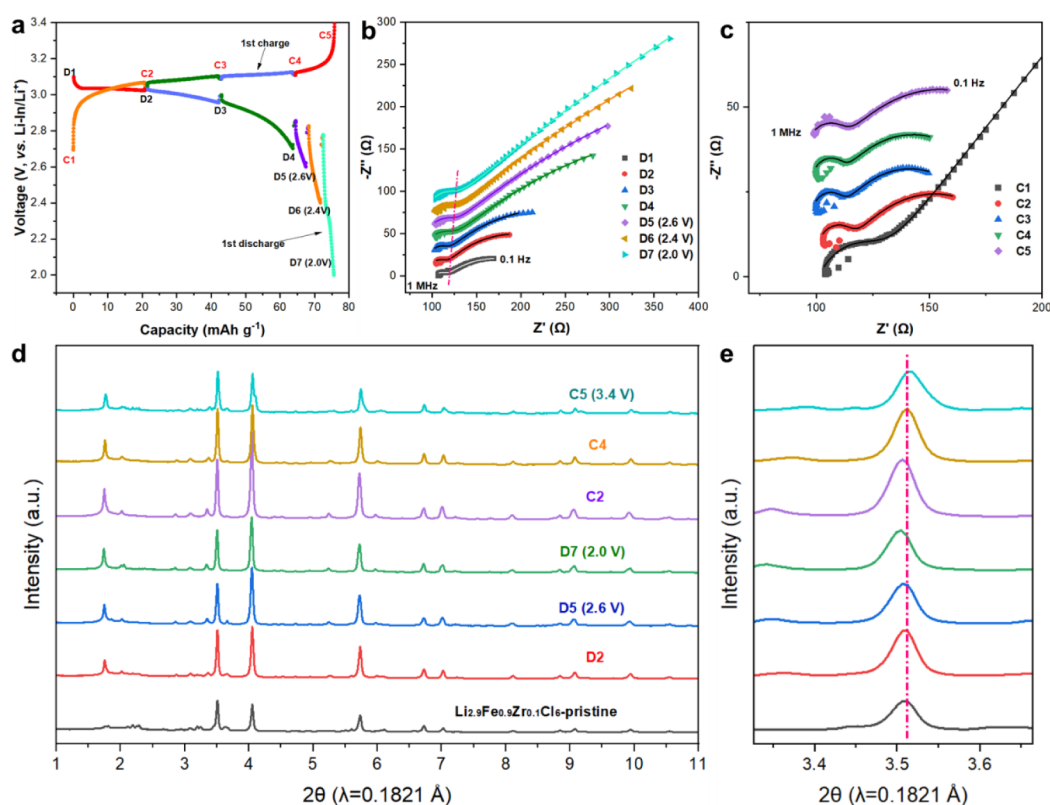 a
3.4
3.2
3.0
2.8
2.6
2.4
2.2
2.0
Voltage (V, vs. Li-In/Li⁺)
0 10 20 30 40 50 60 70 80
Capacity (mAh g⁻¹)
D1
C2
D2
C3
D3
1st charge
C4
C5
C1
D4
D5 (2.6V)
D6 (2.4V)
1st discharge
D7 (2.0V)
b
300
250
200
150
100
50
0
-Z'' (Ω)
50 100 150 200 250 300 350 400
Z' (Ω)
D1
D2
D3
D4
D5 (2.6 V)
D6 (2.4 V)
D7 (2.0 V)
0.1 Hz
1 MHz
c
50
0
-Z'' (Ω)
100 150 200
Z' (Ω)
0.1 Hz
1 MHz
C1
C2
C3
C4
C5
d
Intensity (a.u.)
C5 (3.4 V)
C4
C2
D7 (2.0 V)
D5 (2.6 V)
D2
Li₂.₉Fe₀.₉Zr₀.₁Cl₆-pristine
1 2 3 4 5 6 7 8 9 10 11
2θ (λ=0.1821 Å)
e
Intensity (a.u.)
3.4 3.5 3.6
2θ (λ=0.1821 Å)